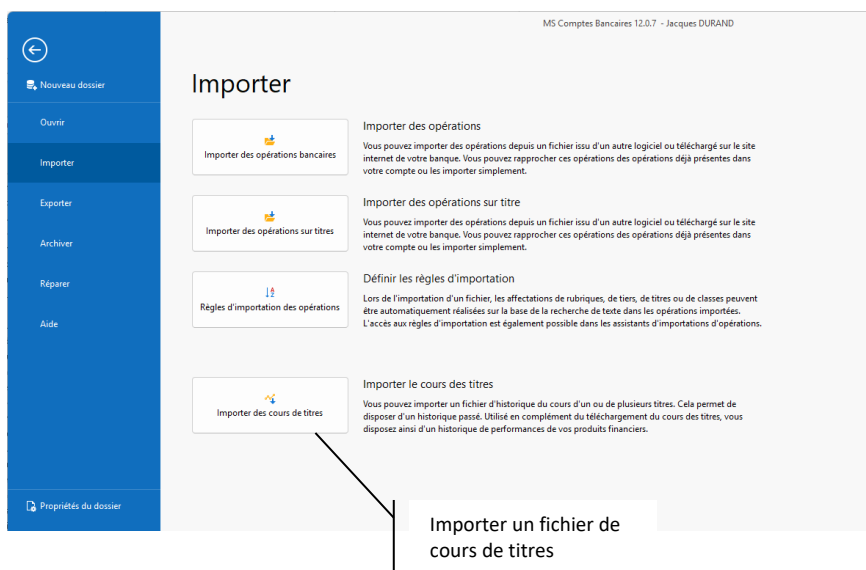 MS Comptes Bancaires 12.0.7 - Jacques DURAND
Nouveau dossier
Ouvrir
Importer
Exporter
Archiver
Réparer
Aide
Propriétés du dossier
Importer
Importer des opérations bancaires
Importer des opérations
Vous pouvez importer des opérations depuis un fichier issu d'un autre logiciel ou téléchargé sur le site
internet de votre banque. Vous pouvez rapprocher ces opérations des opérations déjà présentes dans
votre compte ou les importer simplement.
Importer des opérations sur titres
Importer des opérations sur titre
Vous pouvez importer des opérations depuis un fichier issu d'un autre logiciel ou téléchargé sur le site
internet de votre banque. Vous pouvez rapprocher ces opérations des opérations déjà présentes dans
votre compte ou les importer simplement.
Règles d'importation des opérations
Définir les règles d'importation
Lors de l'importation d'un fichier, les affectations de rubriques, de tiers, de titres ou de classes peuvent
être automatiquement réalisées sur la base de la recherche de texte dans les opérations importées.
L'accès aux règles d'importation est également possible dans les assistants d'importations d'opérations.
Importer des cours de titres
Importer le cours des titres
Vous pouvez importer un fichier d'historique du cours d'un ou de plusieurs titres. Cela permet de
disposer d'un historique passé. Utilisé en complément du téléchargement du cours des titres, vous
disposez ainsi d'un historique de performances de vos produits financiers.
Importer un fichier de
cours de titres